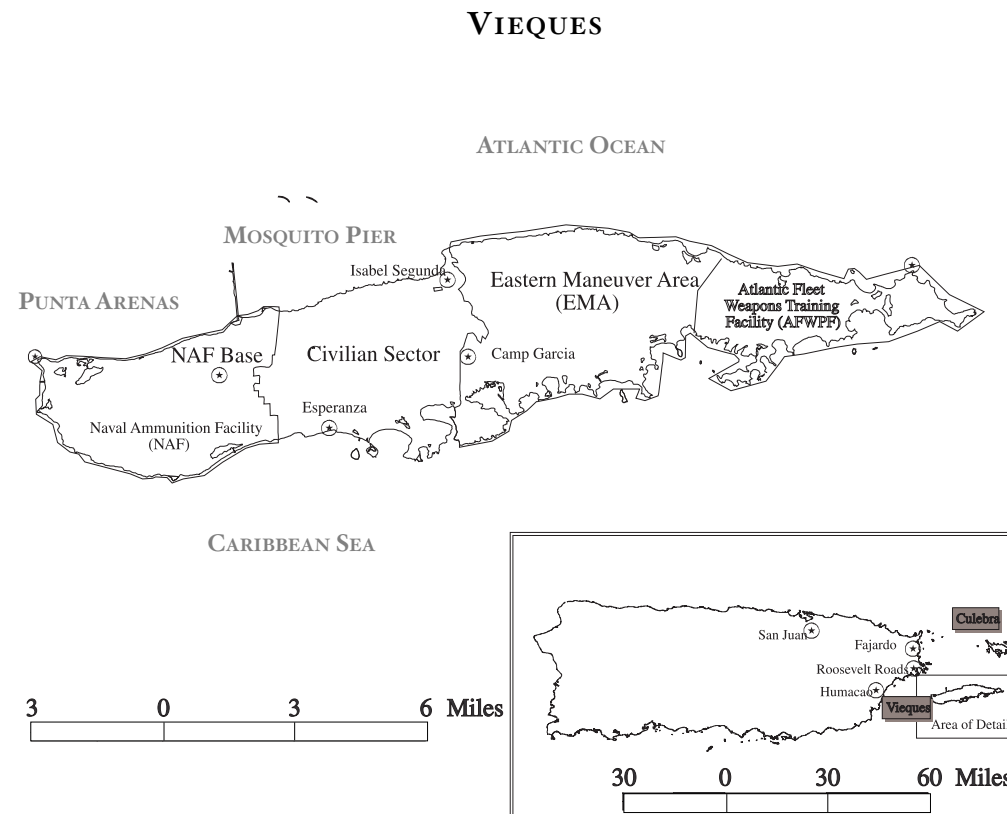 VIEQUES
ATLANTIC OCEAN
MOSQUITO PIER
Isabel Segunda
Eastern Maneuver Area
(EMA)
Atlantic Fleet
Weapons Training
Facility (AFWPF)
PUNTA ARENAS
NAF Base
Civilian Sector
Camp Garcia
Esperanza
Naval Ammunition Facility
(NAF)
CARIBBEAN SEA
3 0 3 6 Miles
Culebra
San Juan
Fajardo
Roosevelt Roads
Humacao
Vieques
Area of Detai
30 0 30 60 Miles